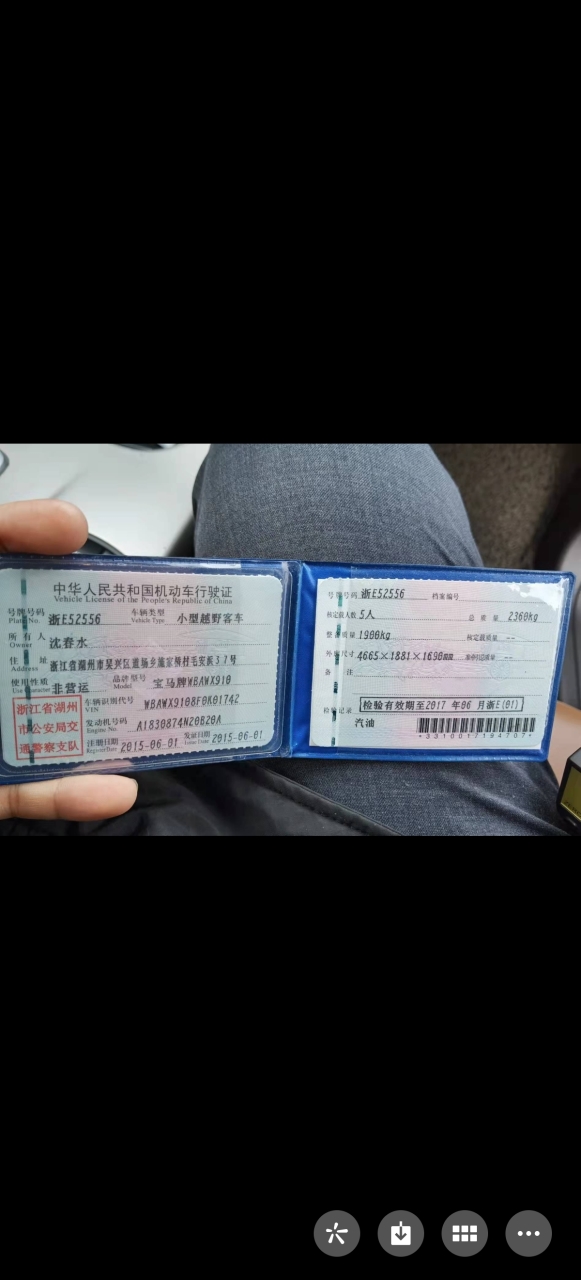 中华人民共和国机动车行驶证
Vehicle License of the People's Republic of China
号牌号码 浙E52556 车辆类型 小型越野客车
Plate No. Vehicle Type
所有人 沈春水
Owner
住址 浙江省湖州市吴兴区道场乡施家桥村毛安兜37号
Address
使用性质 非营运 品牌型号 宝马牌WBAWX910
Use Character Model
浙江省湖州
市公安局交
通警察支队
车辆识别代号 WBAWX9108F0K01742
VIN
发动机号码 A1830874N20B20A
Engine No.
注册日期 2015-06-01 发证日期 2015-06-01
Register Date Issue Date
号牌号码 浙E52556 档案编号
核定载人数 5人 总质量 2360kg
整备质量 1900kg 核定载质量 --
外廓尺寸 4665×1881×1690mm 准牵引总质量 --
备注
检验记录 检验有效期至2017年06月浙E(01)
汽油
*3310017194707*